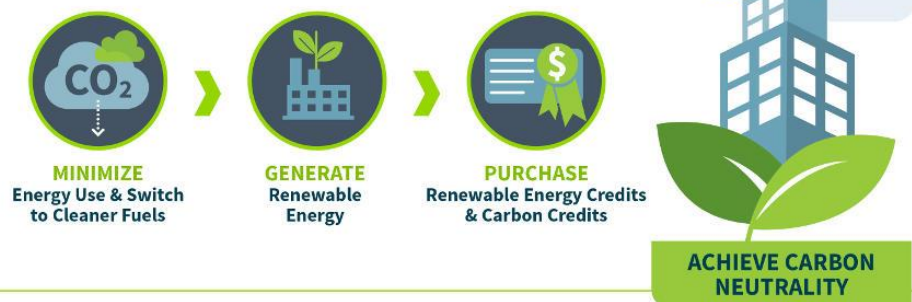 CO₂
MINIMIZE
Energy Use & Switch
to Cleaner Fuels
GENERATE
Renewable
Energy
$
PURCHASE
Renewable Energy Credits
& Carbon Credits
ACHIEVE CARBON
NEUTRALITY